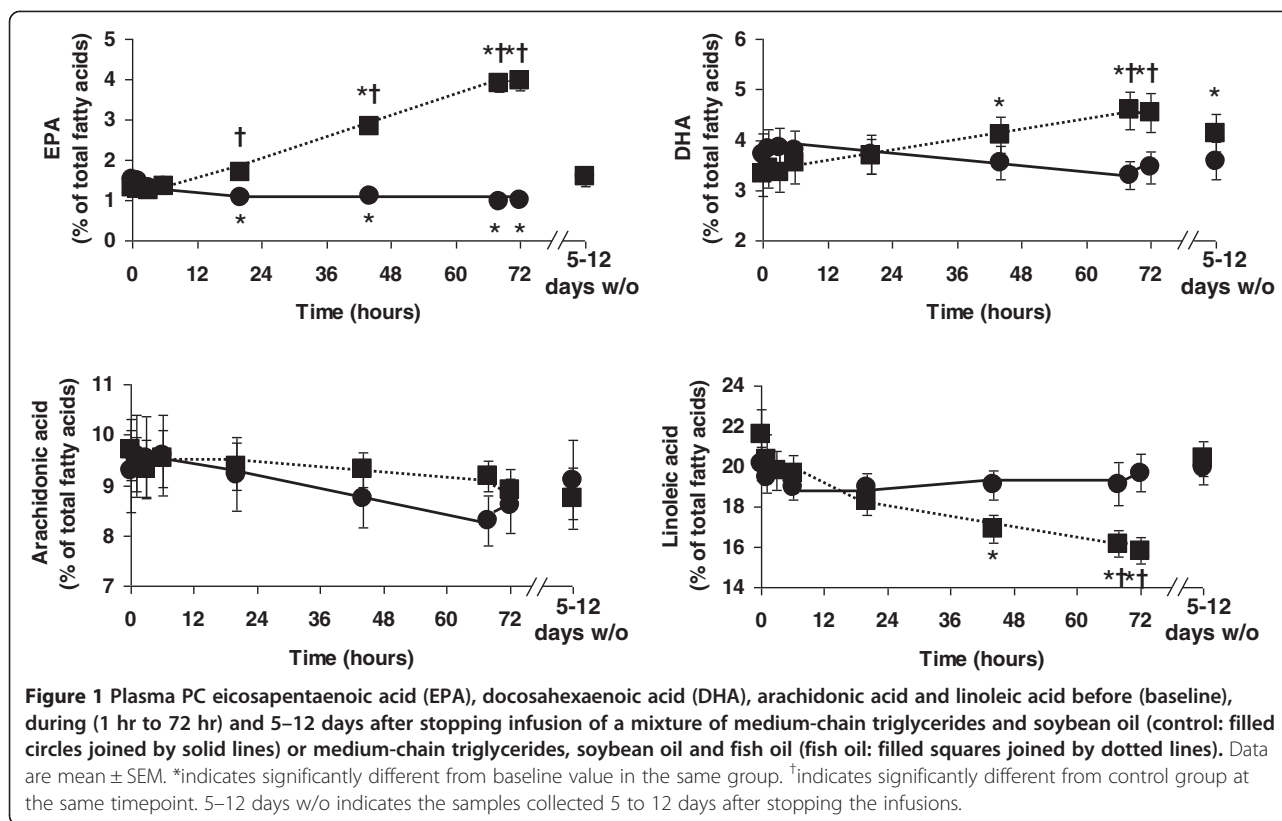 EPA
(% of total fatty acids)
5
4
3
2
1
0
*† *†
*†
†
* * * *
0 12 24 36 48 60 72 5-12
days w/o
Time (hours)
DHA
(% of total fatty acids)
6
5
4
3
2
*† *†
* *
0 12 24 36 48 60 72 5-12
days w/o
Time (hours)
Arachidonic acid
(% of total fatty acids)
11
10
9
8
7
0 12 24 36 48 60 72 5-12
days w/o
Time (hours)
Linoleic acid
(% of total fatty acids)
24
22
20
18
16
14
*
*† *†
0 12 24 36 48 60 72 5-12
days w/o
Time (hours)
Figure 1 Plasma PC eicosapentaenoic acid (EPA), docosahexaenoic acid (DHA), arachidonic acid and linoleic acid before (baseline),
during (1 hr to 72 hr) and 5–12 days after stopping infusion of a mixture of medium-chain triglycerides and soybean oil (control: filled
circles joined by solid lines) or medium-chain triglycerides, soybean oil and fish oil (fish oil: filled squares joined by dotted lines). Data
are mean ± SEM. *indicates significantly different from baseline value in the same group. †indicates significantly different from control group at
the same timepoint. 5–12 days w/o indicates the samples collected 5 to 12 days after stopping the infusions.